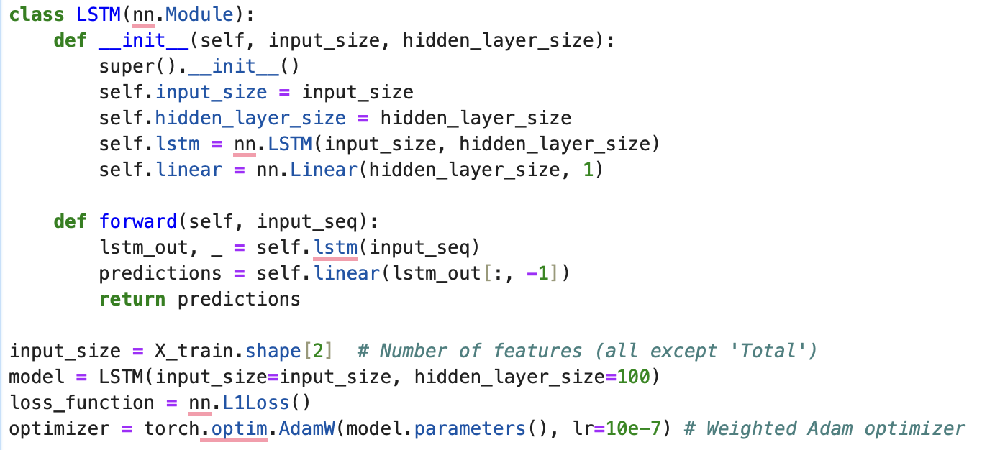 class LSTM(nn.Module):
    def __init__(self, input_size, hidden_layer_size):
        super().__init__()
        self.input_size = input_size
        self.hidden_layer_size = hidden_layer_size
        self.lstm = nn.LSTM(input_size, hidden_layer_size)
        self.linear = nn.Linear(hidden_layer_size, 1)

    def forward(self, input_seq):
        lstm_out, _ = self.lstm(input_seq)
        predictions = self.linear(lstm_out[:, -1])
        return predictions

input_size = X_train.shape[2]  # Number of features (all except 'Total')
model = LSTM(input_size=input_size, hidden_layer_size=100)
loss_function = nn.L1Loss()
optimizer = torch.optim.AdamW(model.parameters(), lr=10e-7) # Weighted Adam optimizer